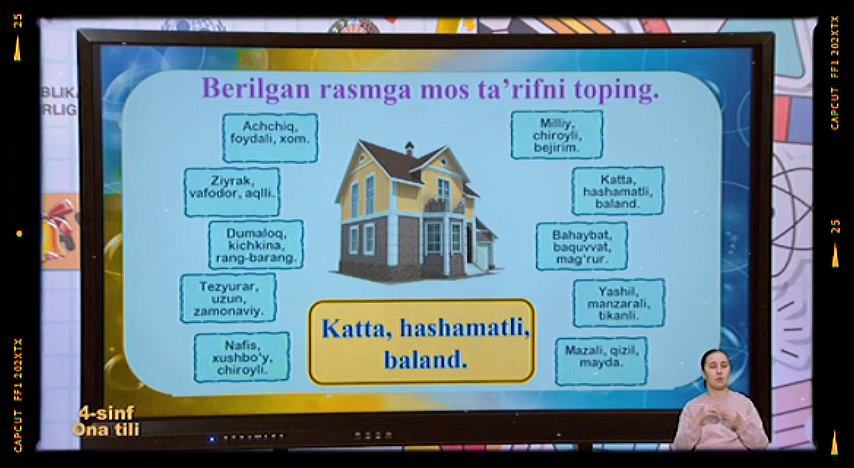 25
25
CAPCUT FF1 202XTX
CAPCUT FF1 202XTX
BLIK
RLIG
Berilgan rasmga mos ta’rifni toping.
Achchiq,
foydali, xom.
Milliy,
chiroyli,
bejirim.
Ziyrak,
vafodor, aqlli.
Katta,
hashamatli,
baland.
Dumaloq,
kichkina,
rang-barang.
Bahaybat,
baquvvat,
mag‘rur.
Tezyurar,
uzun,
zamonaviy.
Yashil,
manzarali,
tikanli.
Nafis,
xushbo‘y,
chiroyli.
Mazali, qizil,
mayda.
Katta, hashamatli,
baland.
4-sinf
Ona tili